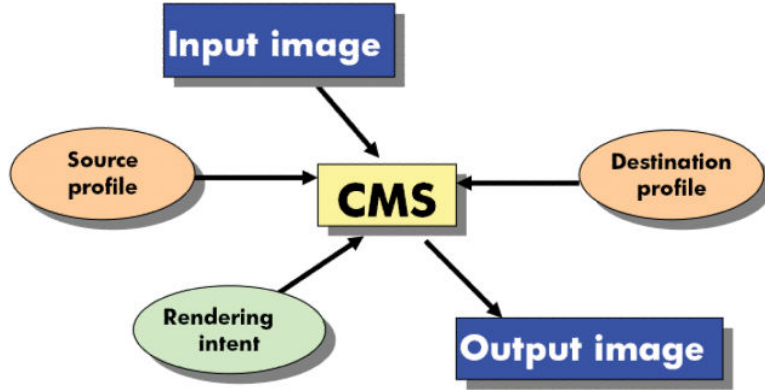 Input image
Source
profile
CMS
Destination
profile
Rendering
intent
Output image